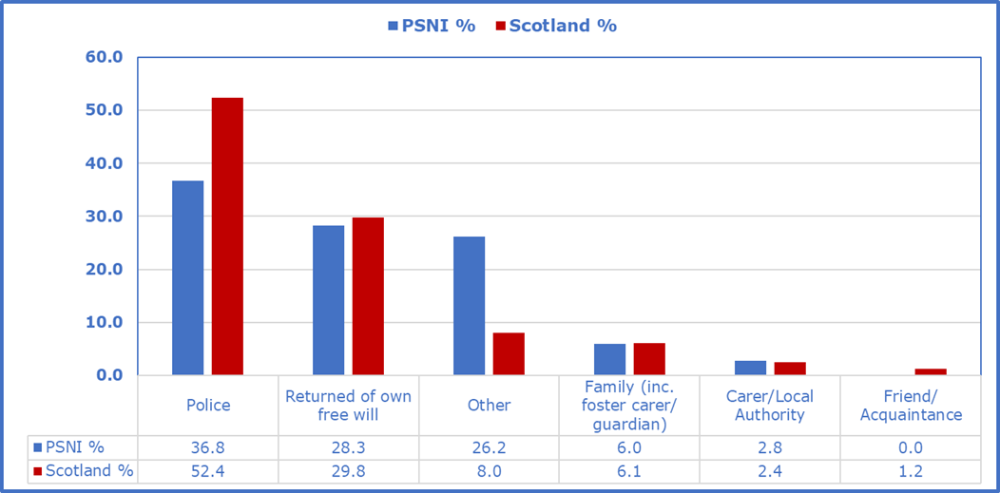 PSNI % Scotland %
60.0
50.0
40.0
30.0
20.0
10.0
0.0
Police
Returned of own
free will
Other
Family (inc.
foster carer/
guardian)
Carer/Local
Authority
Friend/
Acquaintance
PSNI % 36.8 28.3 26.2 6.0 2.8 0.0
Scotland % 52.4 29.8 8.0 6.1 2.4 1.2